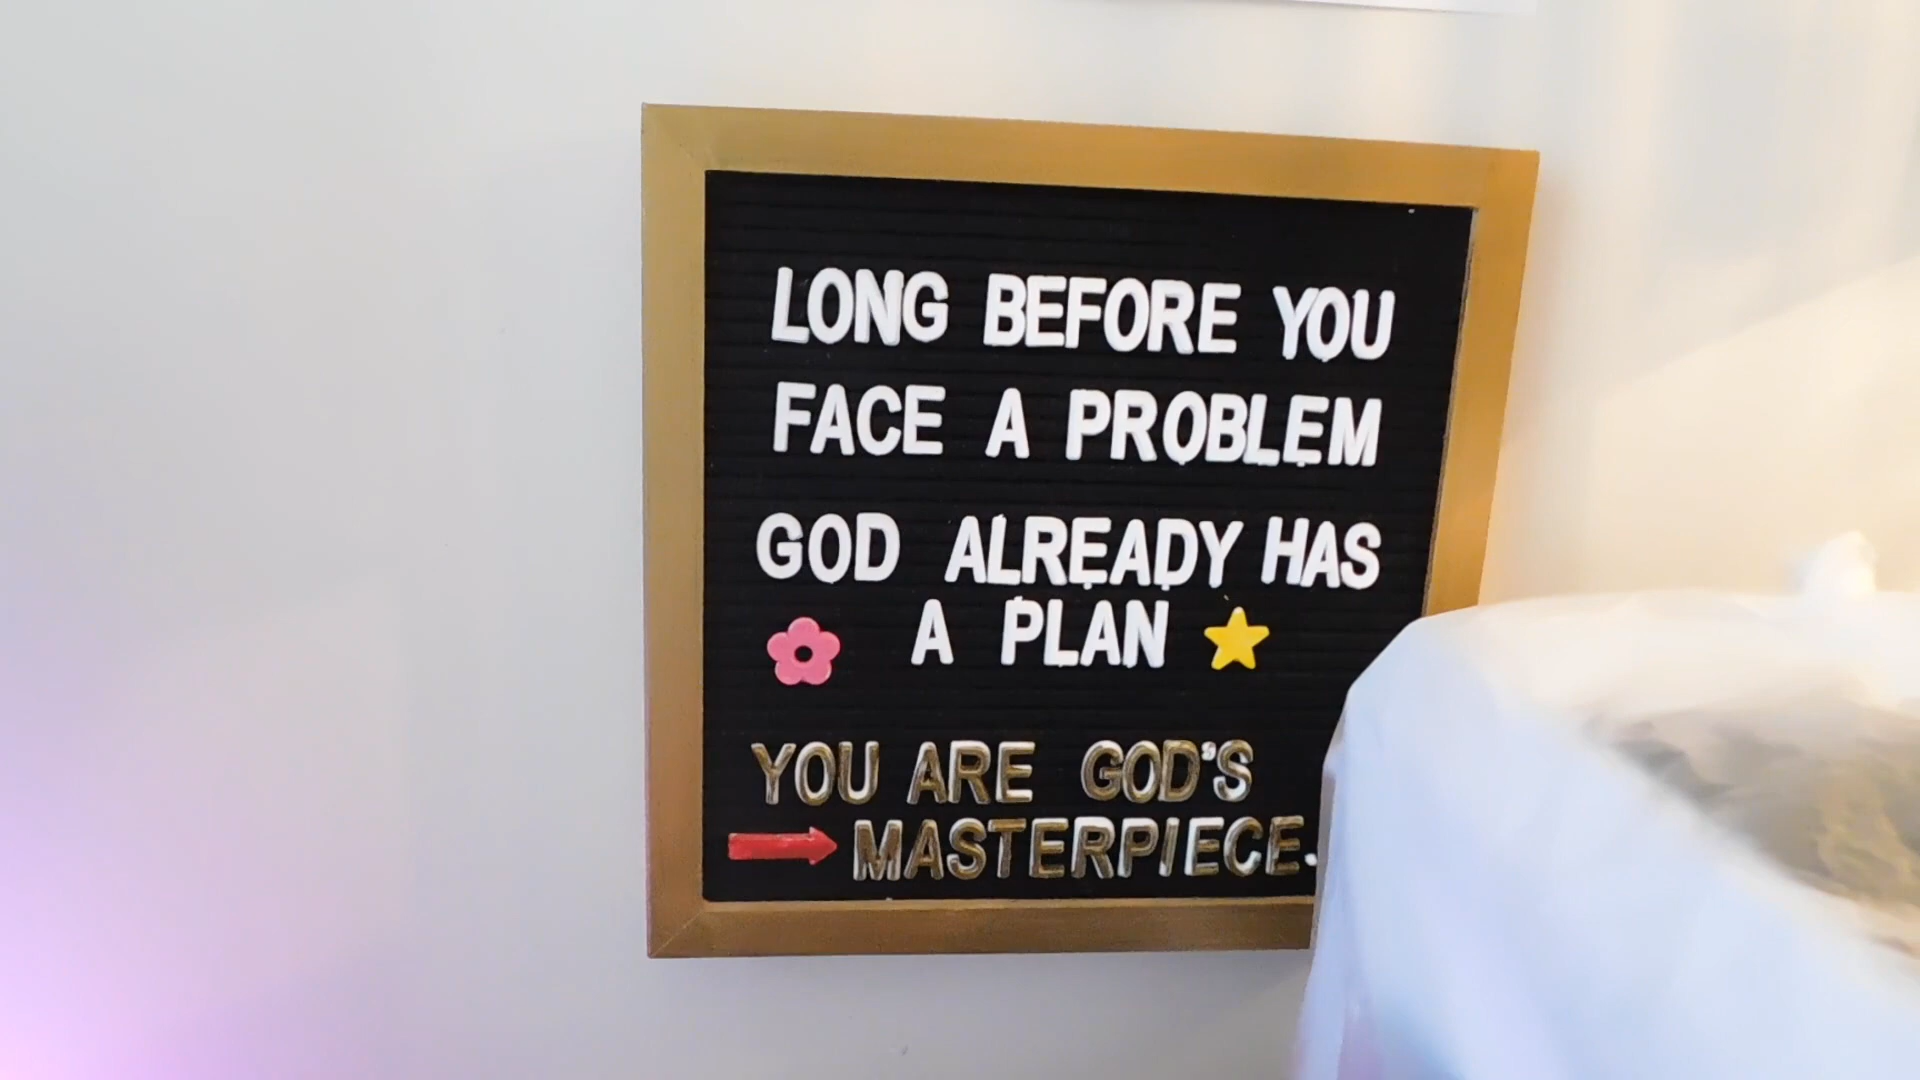 LONG BEFORE YOU
FACE A PROBLEM
GOD ALREADY HAS
A PLAN
YOU ARE GOD'S
MASTERPIECE.